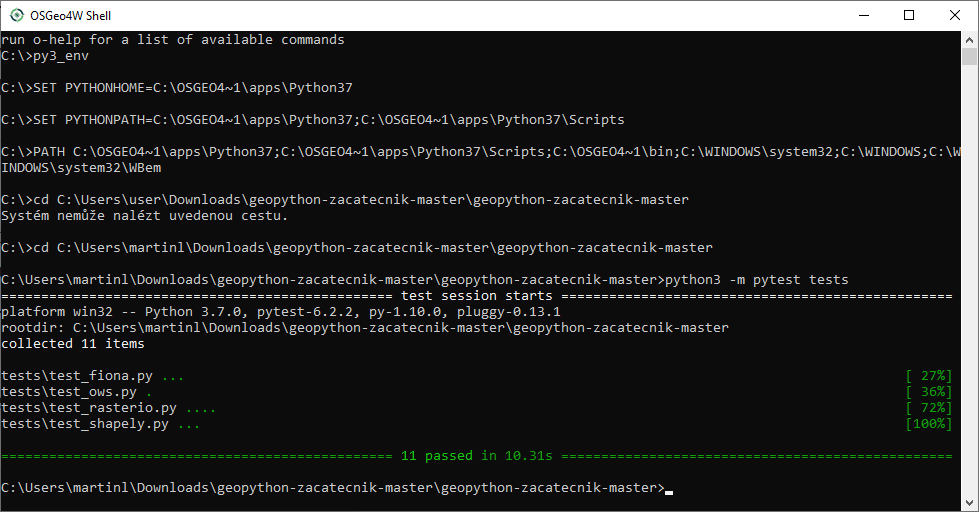 OSGeo4W Shell
run o-help for a list of available commands
C:\>py3_env
C:\>SET PYTHONHOME=C:\OSGEO4~1\apps\Python37
C:\>SET PYTHONPATH=C:\OSGEO4~1\apps\Python37;C:\OSGEO4~1\apps\Python37\Scripts
C:\>PATH C:\OSGEO4~1\apps\Python37;C:\OSGEO4~1\apps\Python37\Scripts;C:\OSGEO4~1\bin;C:\WINDOWS\system32;C:\WINDOWS;C:\W
INDOWS\system32\WBem
C:\>cd C:\Users\user\Downloads\geopython-zacatecnik-master\geopython-zacatecnik-master
Systém nemůže nalézt uvedenou cestu.
C:\>cd C:\Users\martinl\Downloads\geopython-zacatecnik-master\geopython-zacatecnik-master
C:\Users\martinl\Downloads\geopython-zacatecnik-master\geopython-zacatecnik-master>python3 -m pytest tests
================================================= test session starts =================================================
platform win32 -- Python 3.7.0, pytest-6.2.2, py-1.10.0, pluggy-0.13.1
rootdir: C:\Users\martinl\Downloads\geopython-zacatecnik-master\geopython-zacatecnik-master
collected 11 items
tests\test_fiona.py ... [ 27%]
tests\test_ows.py . [ 36%]
tests\test_rasterio.py .... [ 72%]
tests\test_shapely.py ... [100%]
================================================= 11 passed in 10.31s =================================================
C:\Users\martinl\Downloads\geopython-zacatecnik-master\geopython-zacatecnik-master>